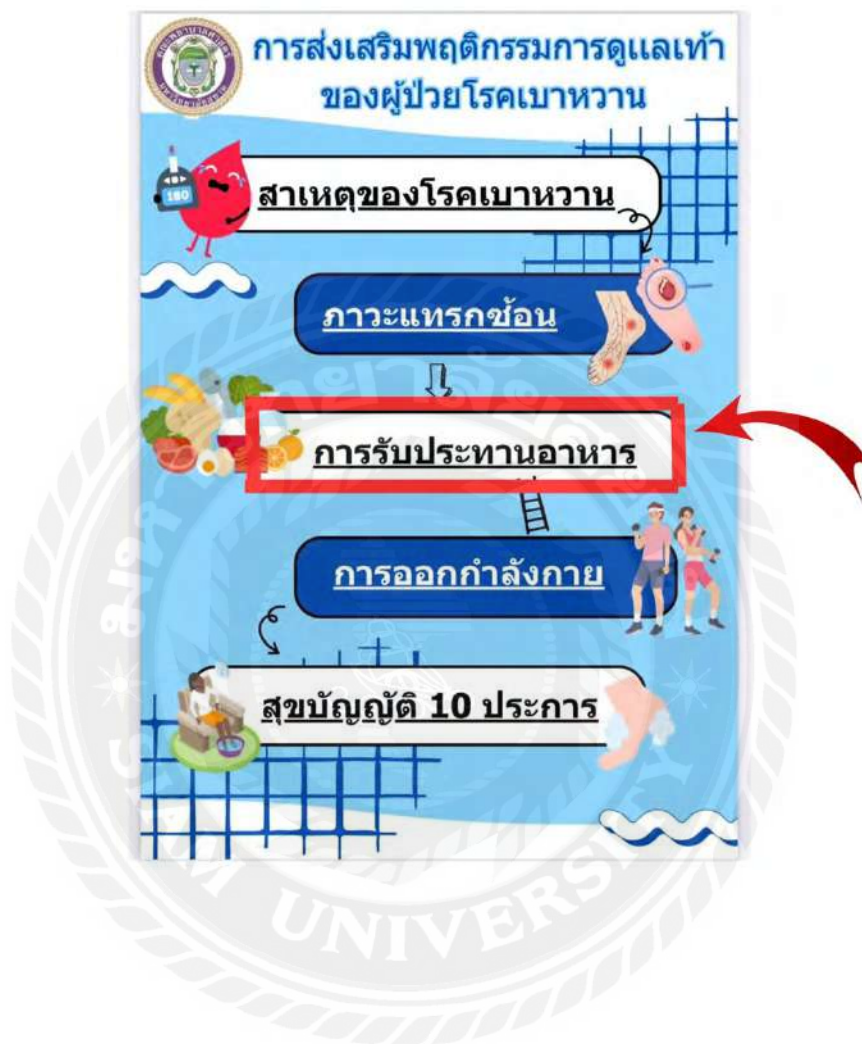 การส่งเสริมพฤติกรรมการดูแลเท้า
ของผู้ป่วยโรคเบาหวาน
180
สาเหตุของโรคเบาหวาน
ภาวะแทรกซ้อน
การรับประทานอาหาร
การออกกำลังกาย
สุขบัญญัติ 10 ประการ
SIAM UNIVERSITY